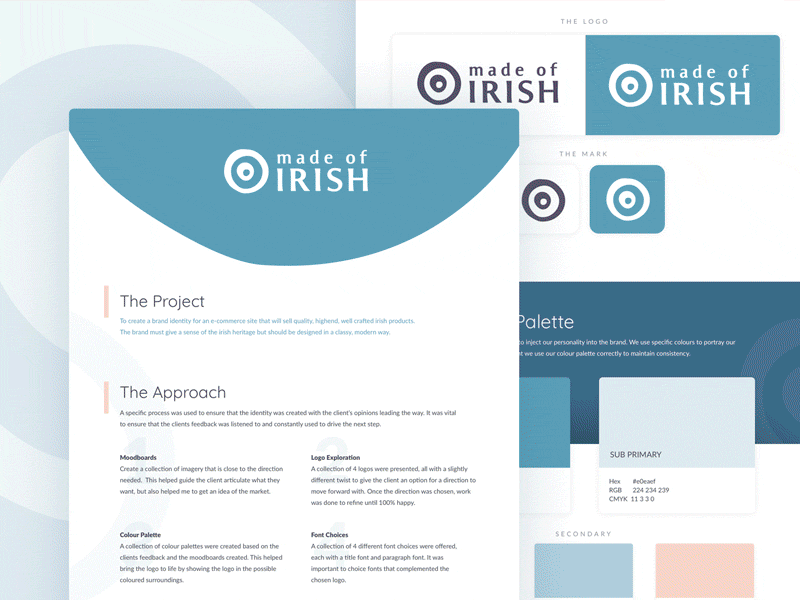 THE LOGO
made of
IRISH
made of
IRISH
THE MARK
made of
IRISH
The Project
To create a brand identity for an e-commerce site that will sell quality, highend, well crafted irish products.
The brand must give a sense of the irish heritage but should be designed in a classy, modern way.
The Approach
A specific process was used to ensure that the identity was created with the client's opinions leading the way. It was vital
to ensure that the clients feedback was listened to and constantly used to drive the next step.
1
Moodboards
Create a collection of imagery that is close to the direction
needed. This helped guide the client articulate what they
want, but also helped me to get an idea of the market.
2
Logo Exploration
A collection of 4 logos were presented, all with a slightly
different twist to give the client an option for a direction to
move forward with. Once the direction was chosen, work
was done to refine until 100% happy.
3
Colour Palette
A collection of colour palettes were created based on the
clients feedback and the moodboards created. This helped
bring the logo to life by showing the logo in the possible
coloured surroundings.
4
Font Choices
A collection of 4 different font choices were offered,
each with a title font and paragraph font. It was
important to choice fonts that complemented the
chosen logo.
Palette
to inject our personality into the brand. We use specific colours to portray our
we use our colour palette correctly to maintain consistency.
SUB PRIMARY
Hex #e0eaef
RGB 224 234 239
CMYK 11 3 3 0
SECONDARY